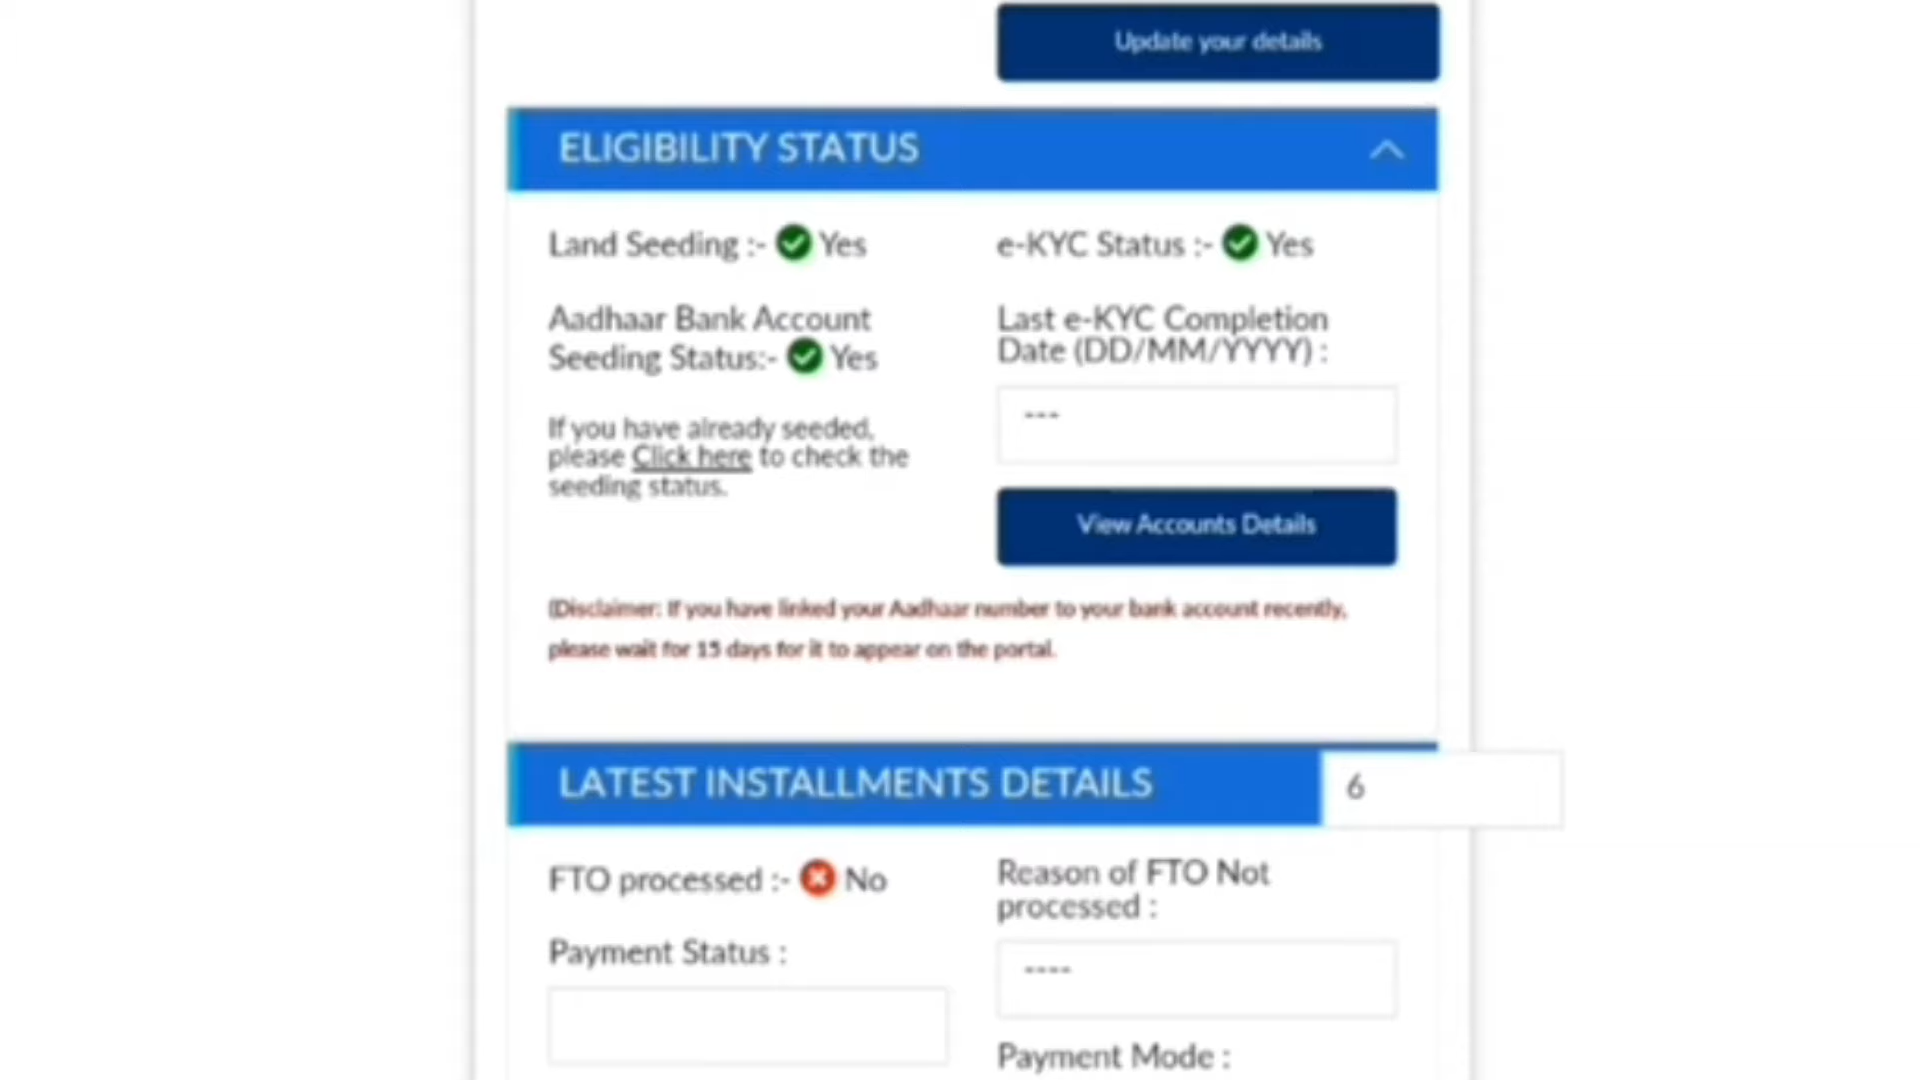 Update your details
ELIGIBILITY STATUS
Land Seeding :- Yes
e-KYC Status :- Yes
Aadhaar Bank Account
Seeding Status:- Yes
Last e-KYC Completion
Date (DD/MM/YYYY) :
---
If you have already seeded,
please Click here to check the
seeding status.
View Accounts Details
(Disclaimer: If you have linked your Aadhaar number to your bank account recently,
please wait for 15 days for it to appear on the portal.
LATEST INSTALLMENTS DETAILS
6
FTO processed :- No
Reason of FTO Not
processed :
----
Payment Status :
Payment Mode :